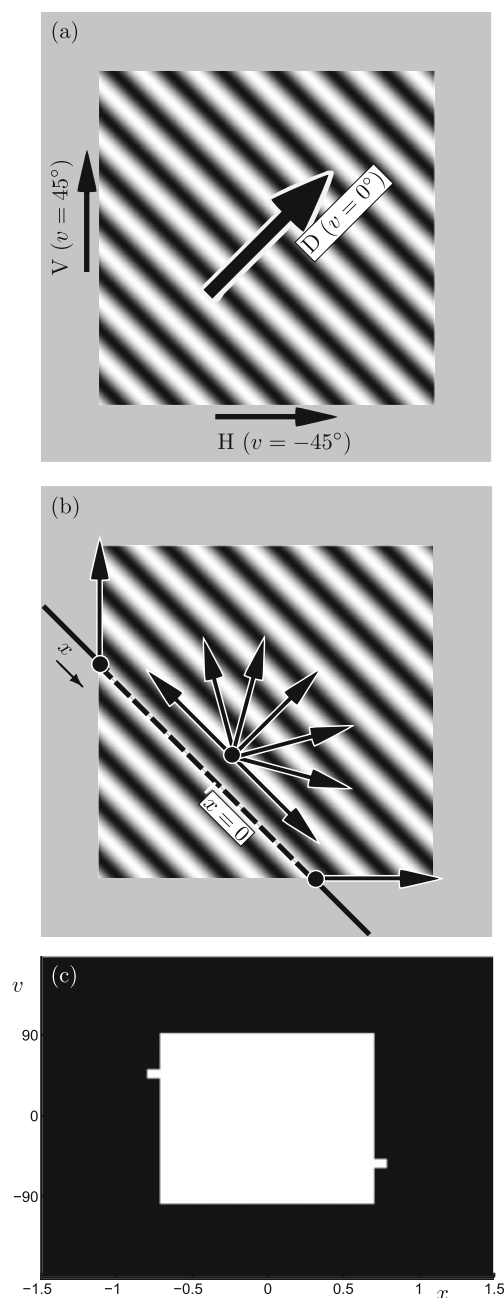 (a)
V (v = 45°)
D (v = 0°)
H (v = −45°)
(b)
x
x = 0
(c)
v
90
0
−90
−1.5 −1 −0.5 0 0.5 1 x 1.5